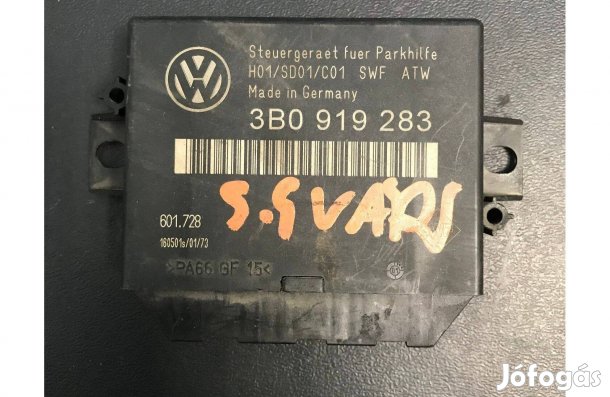 Steuergeraet fuer Parkhilfe
H01/SD01/C01 SWF ATW
Made in Germany
3B0 919 283
601.728
S.G VARI
160501s/01/73
>PA66 GF 15<
Jófogás